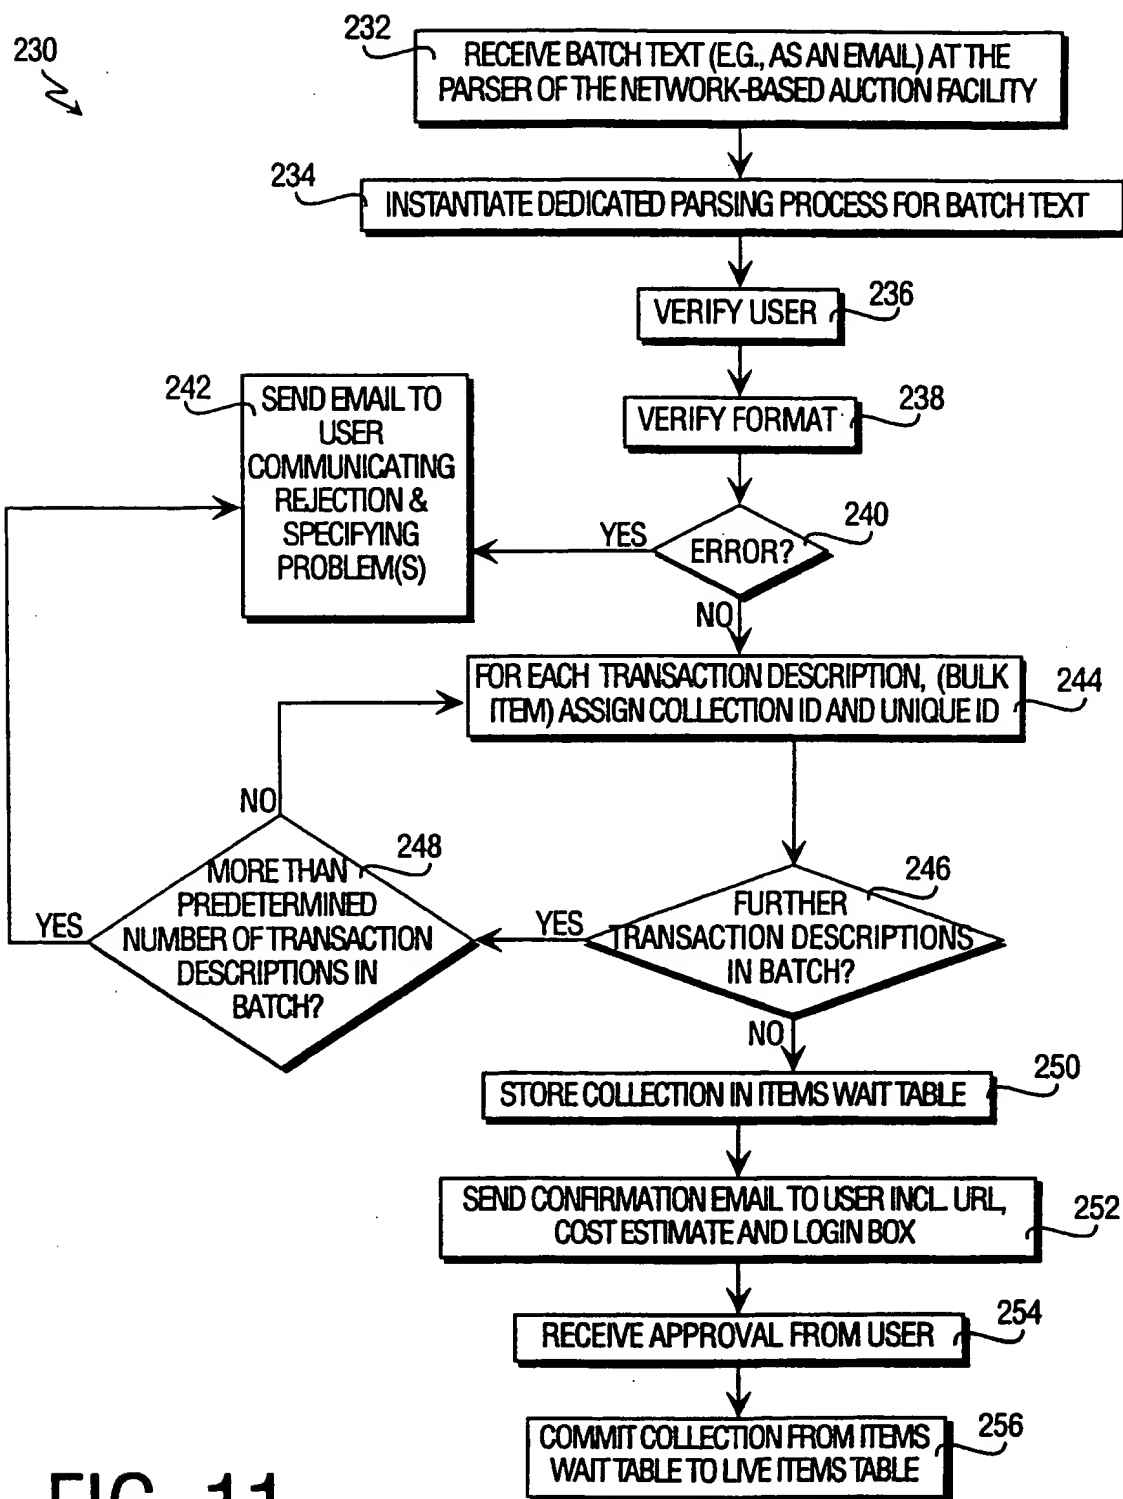 230
232
RECEIVE BATCH TEXT (E.G., AS AN EMAIL) AT THE
PARSER OF THE NETWORK-BASED AUCTION FACILITY
234
INSTANTIATE DEDICATED PARSING PROCESS FOR BATCH TEXT
VERIFY USER
236
242
SEND EMAIL TO
USER
COMMUNICATING
REJECTION &
SPECIFYING
PROBLEM(S)
VERIFY FORMAT
238
YES
ERROR?
240
NO
FOR EACH TRANSACTION DESCRIPTION, (BULK
ITEM) ASSIGN COLLECTION ID AND UNIQUE ID
244
NO
248
MORE THAN
PREDETERMINED
NUMBER OF TRANSACTION
DESCRIPTIONS IN
BATCH?
YES
YES
246
FURTHER
TRANSACTION DESCRIPTIONS
IN BATCH?
NO
STORE COLLECTION IN ITEMS WAIT TABLE
250
SEND CONFIRMATION EMAIL TO USER INCL. URL,
COST ESTIMATE AND LOGIN BOX
252
RECEIVE APPROVAL FROM USER
254
COMMIT COLLECTION FROM ITEMS
WAIT TABLE TO LIVE ITEMS TABLE
256
FIG. 11